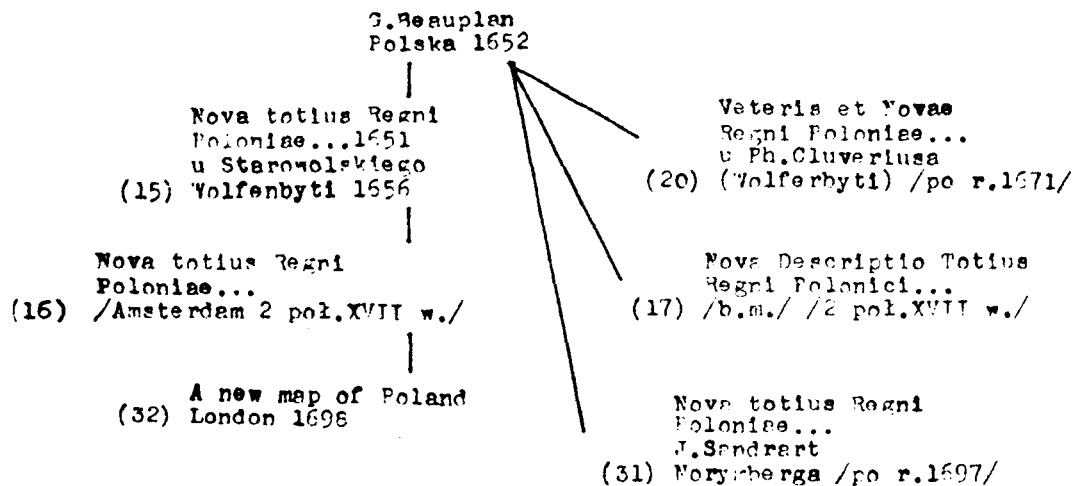 G.Beauplan
Polska 1652
Nova totius Regni
Poloniae...1651
u Starowolskiego
(15) Wolfenbyti 1656
Nova totius Regni
Poloniae...
(16) /Amsterdam 2 poł.XVII w./
A new map of Poland
(32) London 1698
Veteris et Novae
Regni Poloniae...
u Ph.Cluveriusa
(20) (Wolferbyti) /po r.1671/
Nova Descriptio Totius
Regni Polonici...
(17) /b.m./ /2 poł.XVII w./
Nova totius Regni
Poloniae...
J.Sandrart
(31) Norymberga /po r.1697/